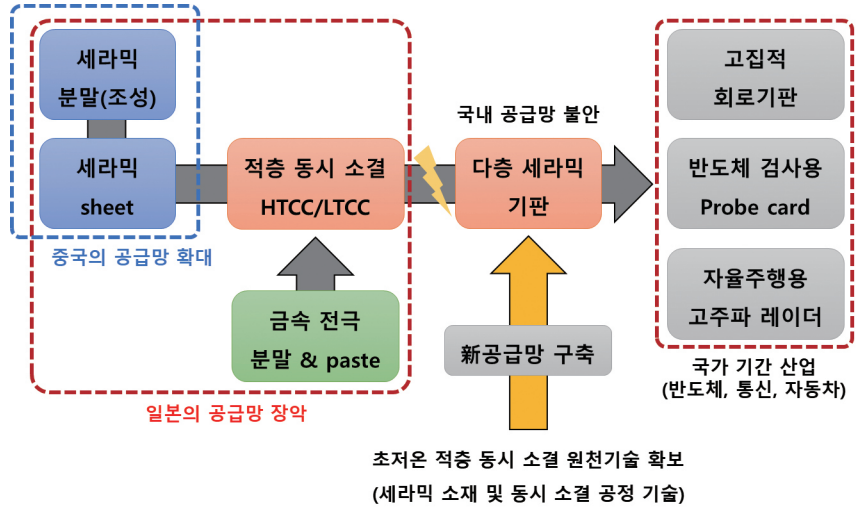 세라믹
분말(조성)
세라믹
sheet
중국의 공급망 확대
적층 동시 소결
HTCC/LTCC
금속 전극
분말 & paste
일본의 공급망 장악
국내 공급망 불안
다층 세라믹
기판
新공급망 구축
초저온 적층 동시 소결 원천기술 확보
(세라믹 소재 및 동시 소결 공정 기술)
고집적
회로기판
반도체 검사용
Probe card
자율주행용
고주파 레이더
국가 기간 산업
(반도체, 통신, 자동차)